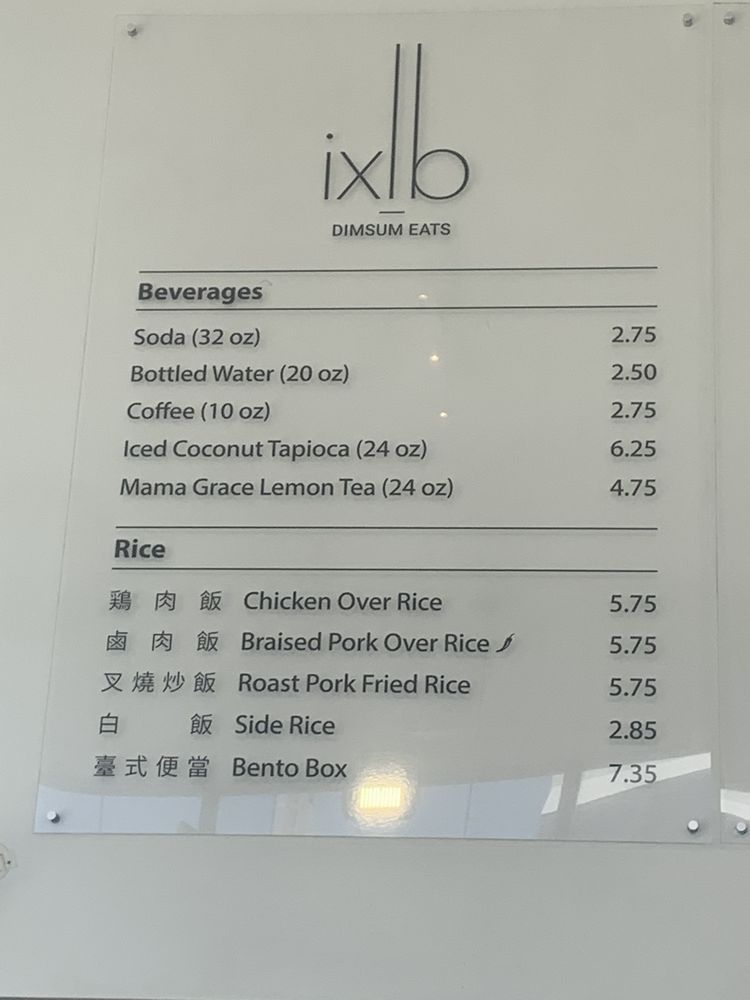 ixlb
DIMSUM EATS
Beverages
Soda (32 oz) 2.75
Bottled Water (20 oz) 2.50
Coffee (10 oz) 2.75
Iced Coconut Tapioca (24 oz) 6.25
Mama Grace Lemon Tea (24 oz) 4.75
Rice
鶏肉飯 Chicken Over Rice 5.75
鹵肉飯 Braised Pork Over Rice 5.75
叉燒炒飯 Roast Pork Fried Rice 5.75
白飯 Side Rice 2.85
臺式便當 Bento Box 7.35